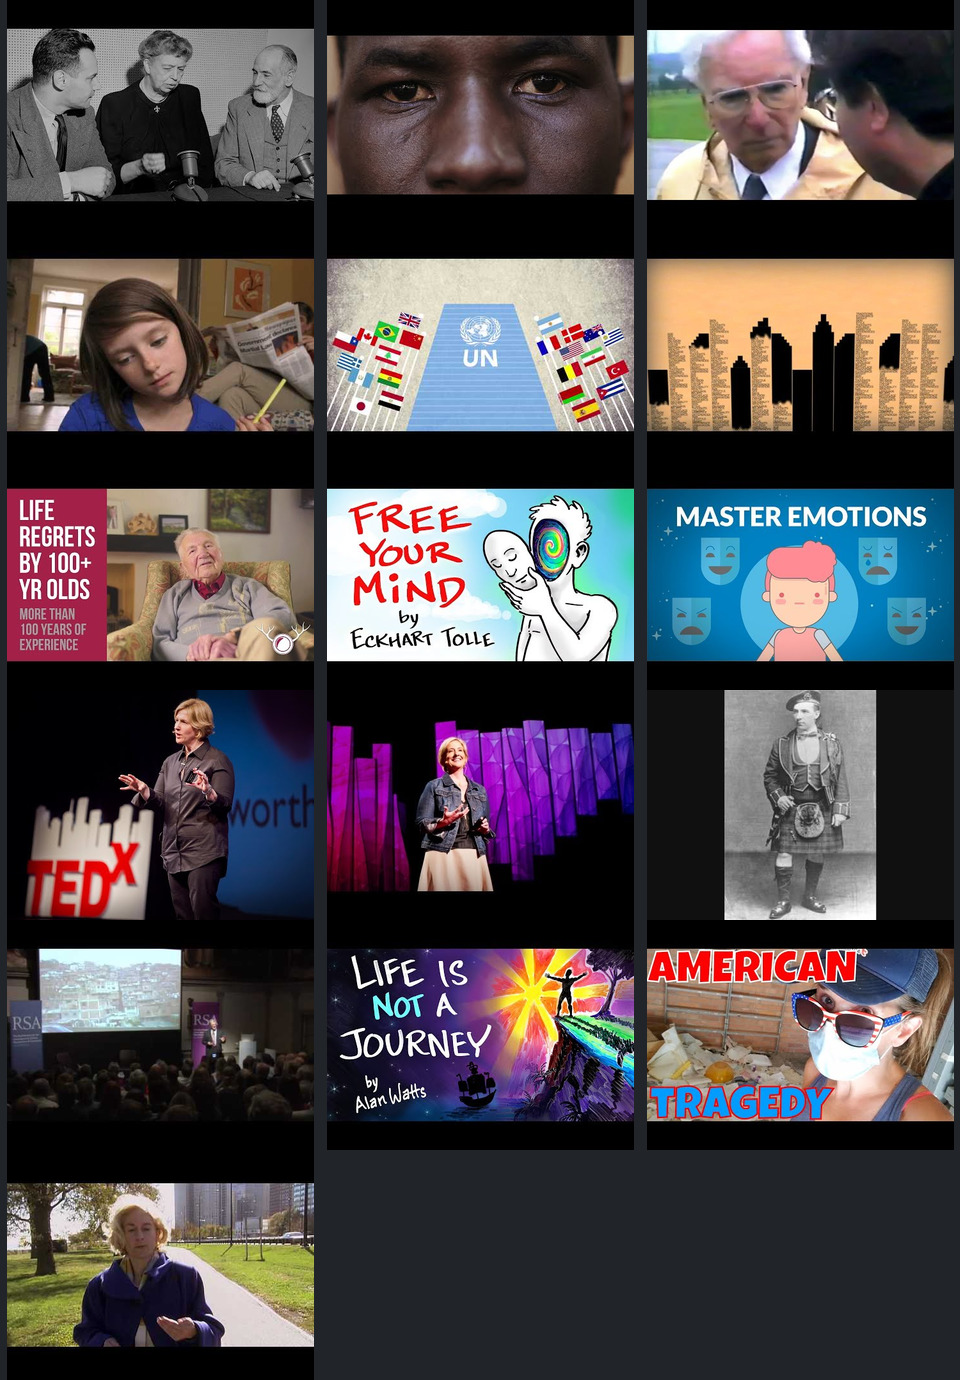 UN
LIFE
REGRETS
BY 100+
YR OLDS
MORE THAN
100 YEARS OF
EXPERIENCE
FREE
YOUR
MIND
by
ECKHART TOLLE
MASTER EMOTIONS
TEDx
worth
RSA
RSA
LIFE IS
NOT A
JOURNEY
by
Alan Watts
AMERICAN
TRAGEDY